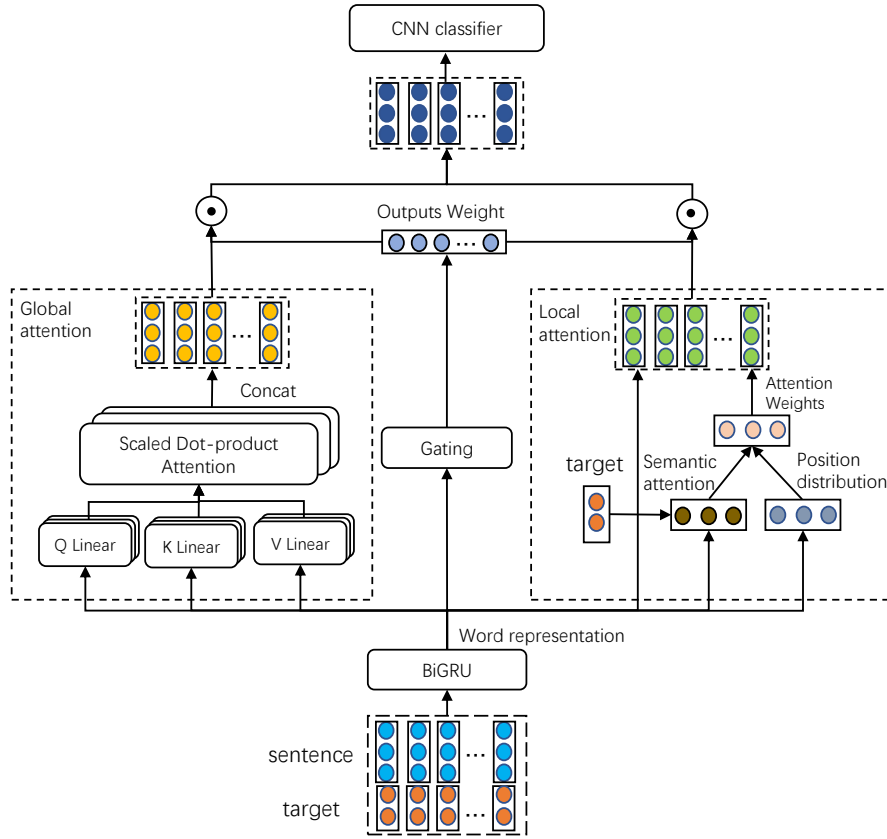 CNN classifier
...
Outputs Weight
...
Global
attention
...
Local
attention
...
Concat
Attention
Weights
Scaled Dot-product
Attention
Gating
target
Semantic
attention
Position
distribution
Q Linear
K Linear
V Linear
Word representation
BiGRU
sentence
...
target
...